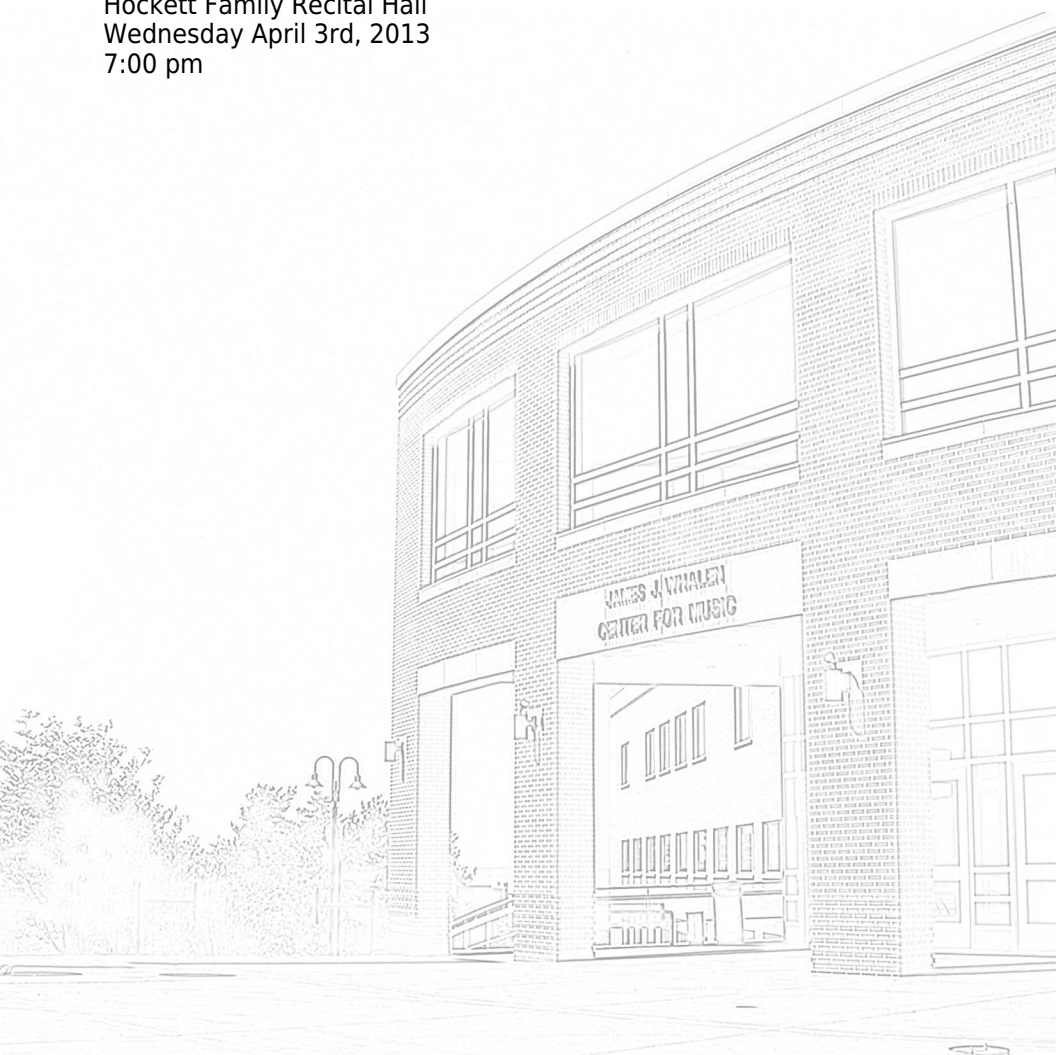 Hockett Family Recital Hall
Wednesday April 3rd, 2013
7:00 pm
JAMES J. WHALEN
CENTER FOR MUSIC